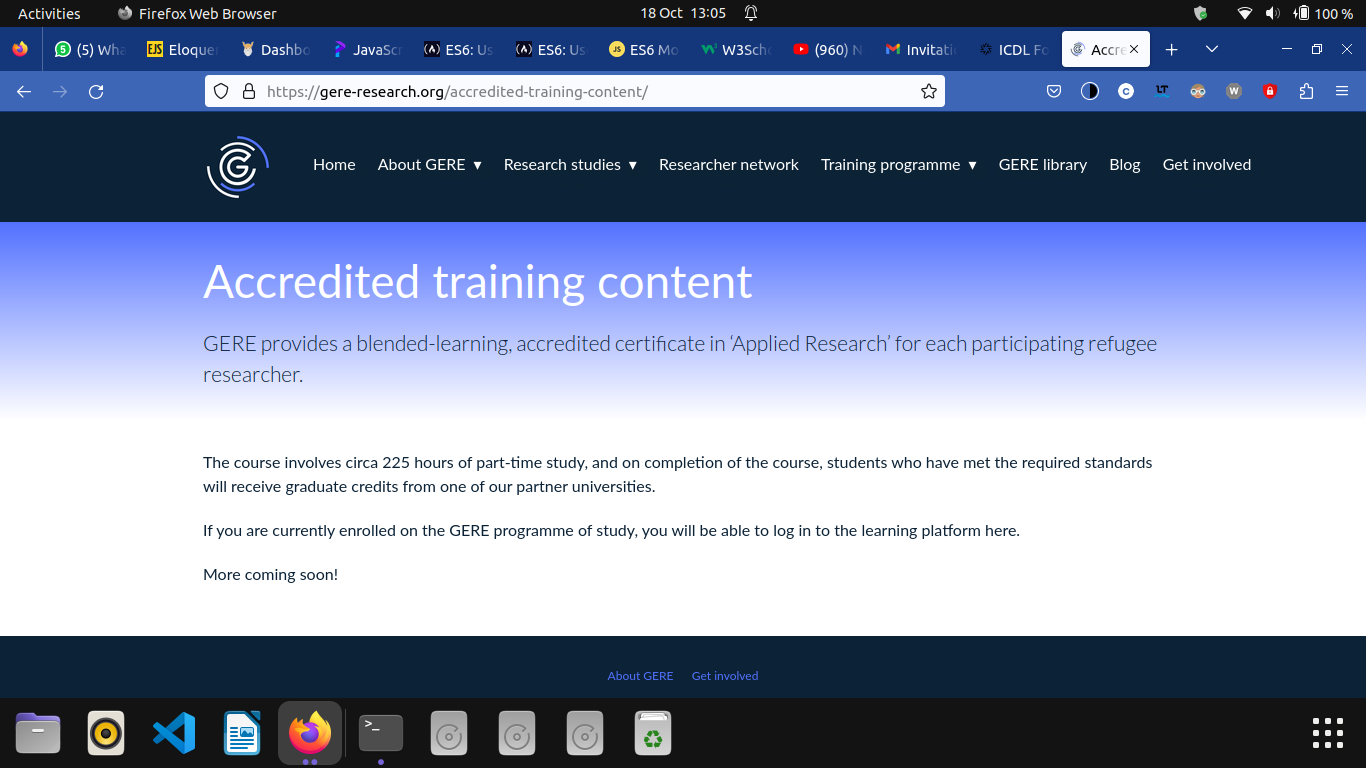 Activities Firefox Web Browser 18 Oct 13:05 100 %
(5) Wha Eloquer Dashbo JavaScr ES6: Us ES6: Us ES6 Mo W3Scho (960) N Invitati ICDL Fo Accre
https://gere-research.org/accredited-training-content/
Home About GERE ▾ Research studies ▾ Researcher network Training programme ▾ GERE library Blog Get involved
Accredited training content
GERE provides a blended-learning, accredited certificate in ‘Applied Research’ for each participating refugee
researcher.
The course involves circa 225 hours of part-time study, and on completion of the course, students who have met the required standards
will receive graduate credits from one of our partner universities.
If you are currently enrolled on the GERE programme of study, you will be able to log in to the learning platform here.
More coming soon!
About GERE Get involved